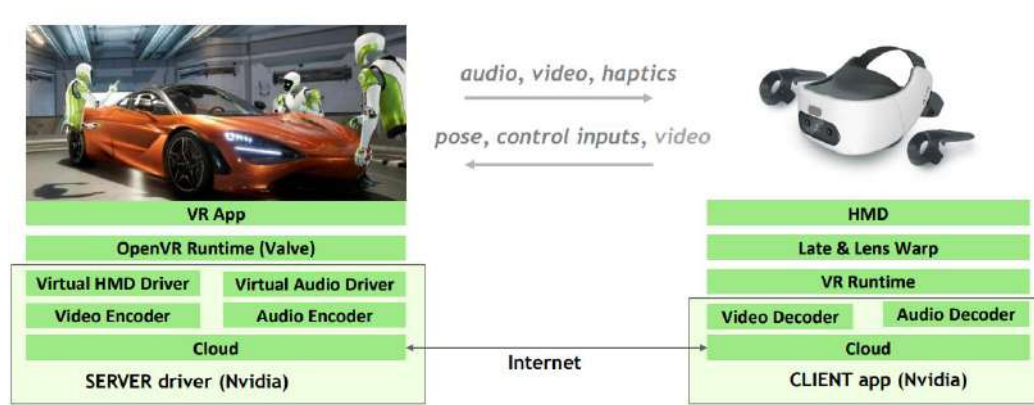 audio, video, haptics
pose, control inputs, video
VR App
OpenVR Runtime (Valve)
Virtual HMD Driver
Virtual Audio Driver
Video Encoder
Audio Encoder
Cloud
SERVER driver (Nvidia)
Internet
HMD
Late & Lens Warp
VR Runtime
Video Decoder
Audio Decoder
Cloud
CLIENT app (Nvidia)